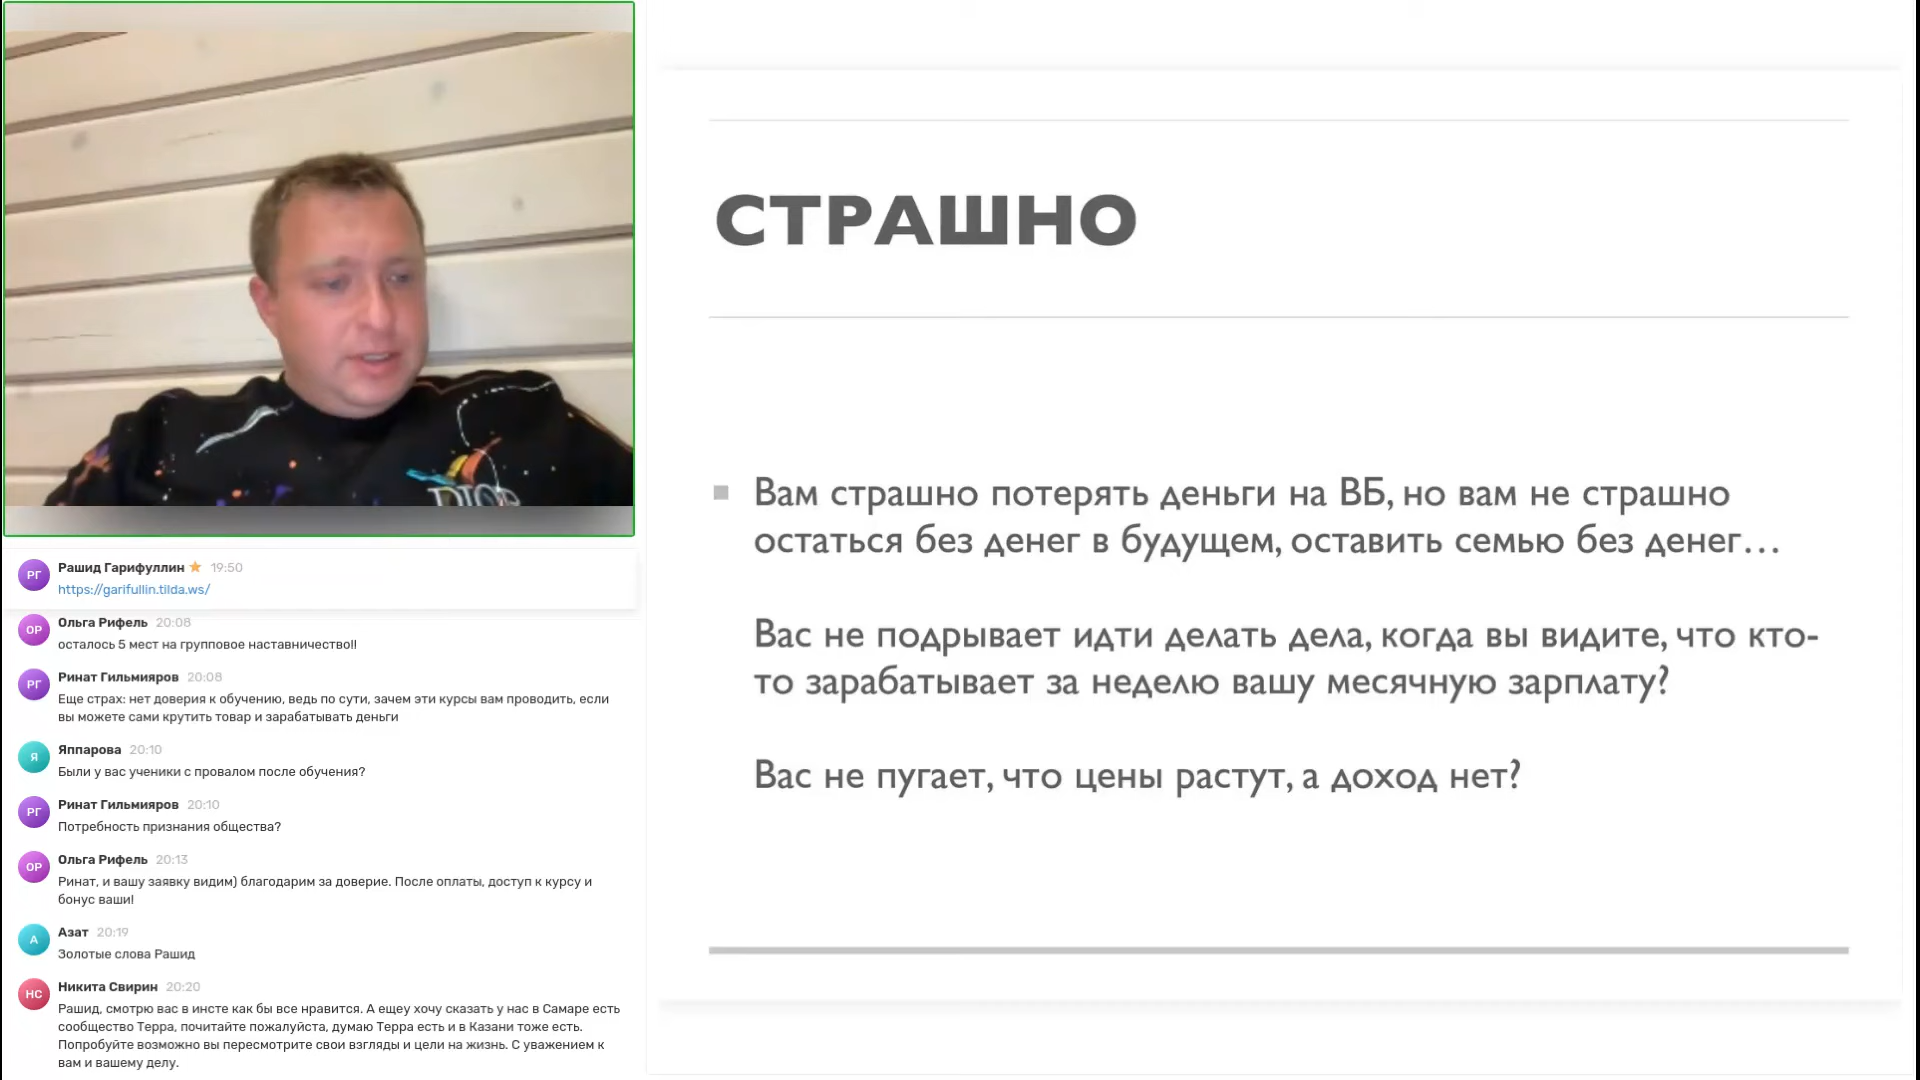 DIOR
РГ
Рашид Гарифуллин 19:50
https://garifullin.tilda.ws/
ОР
Ольга Рифель 20:08
осталось 5 мест на групповое наставничество!!
РГ
Ринат Гильмияров 20:08
Еще страх: нет доверия к обучению, ведь по сути, зачем эти курсы вам проводить, если
вы можете сами крутить товар и зарабатывать деньги
Я
Яппарова 20:10
Были у вас ученики с провалом после обучения?
РГ
Ринат Гильмияров 20:10
Потребность признания общества?
ОР
Ольга Рифель 20:13
Ринат, и вашу заявку видим) благодарим за доверие. После оплаты, доступ к курсу и
бонус ваши!
А
Азат 20:19
Золотые слова Рашид
НС
Никита Свирин 20:20
Рашид, смотрю вас в инсте как бы все нравится. А ещеу хочу сказать у нас в Самаре есть
сообщество Терра, почитайте пожалуйста, думаю Терра есть и в Казани тоже есть.
Попробуйте возможно вы пересмотрите свои взгляды и цели на жизнь. С уважением к
вам и вашему делу.
СТРАШНО
Вам страшно потерять деньги на ВБ, но вам не страшно
остаться без денег в будущем, оставить семью без денег…
Вас не подрывает идти делать дела, когда вы видите, что кто-
то зарабатывает за неделю вашу месячную зарплату?
Вас не пугает, что цены растут, а доход нет?